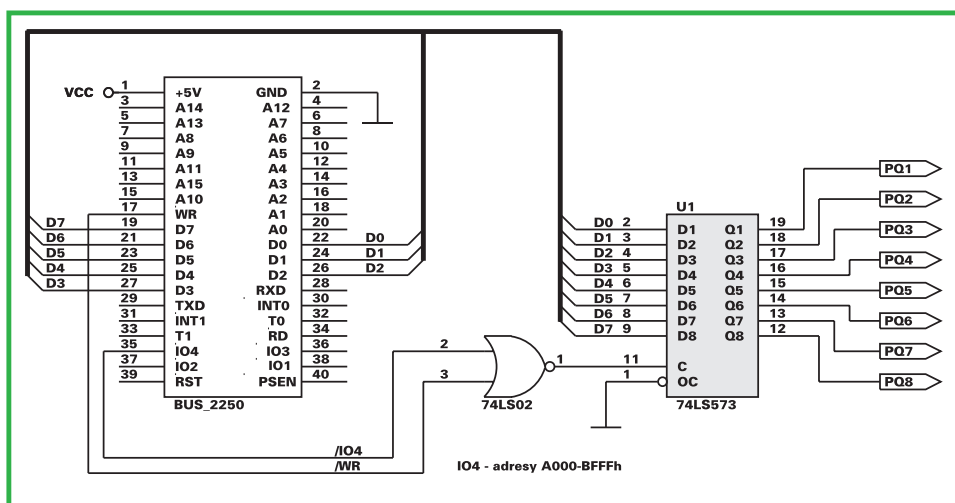 VCC 1 +5V GND 2
3 A14 A12 4
5 A13 A7 6
7 A8 A6 8
9 A9 A5 10
11 A11 A4 12
13 A15 A3 14
15 A10 A2 16
17 WR A1 18
D7 19 D7 A0 20
D6 21 D6 D0 22 D0
D5 23 D5 D1 24 D1
D4 25 D4 D2 26 D2
D3 27 D3 RXD 28
29 TXD INT0 30
31 INT1 T0 32
33 T1 RD 34
35 IO4 IO3 36
37 IO2 IO1 38
39 RST PSEN 40
BUS_2250
/IO4
/WR
2
3
1
74LS02
IO4 - adresy A000-BFFFh
U1
D0 2 D1 Q1 19
D1 3 D2 Q2 18
D2 4 D3 Q3 17
D3 5 D4 Q4 16
D4 6 D5 Q5 15
D5 7 D6 Q6 14
D6 8 D7 Q7 13
D7 9 D8 Q8 12
11 C
1 OC
74LS573
PQ1
PQ2
PQ3
PQ4
PQ5
PQ6
PQ7
PQ8